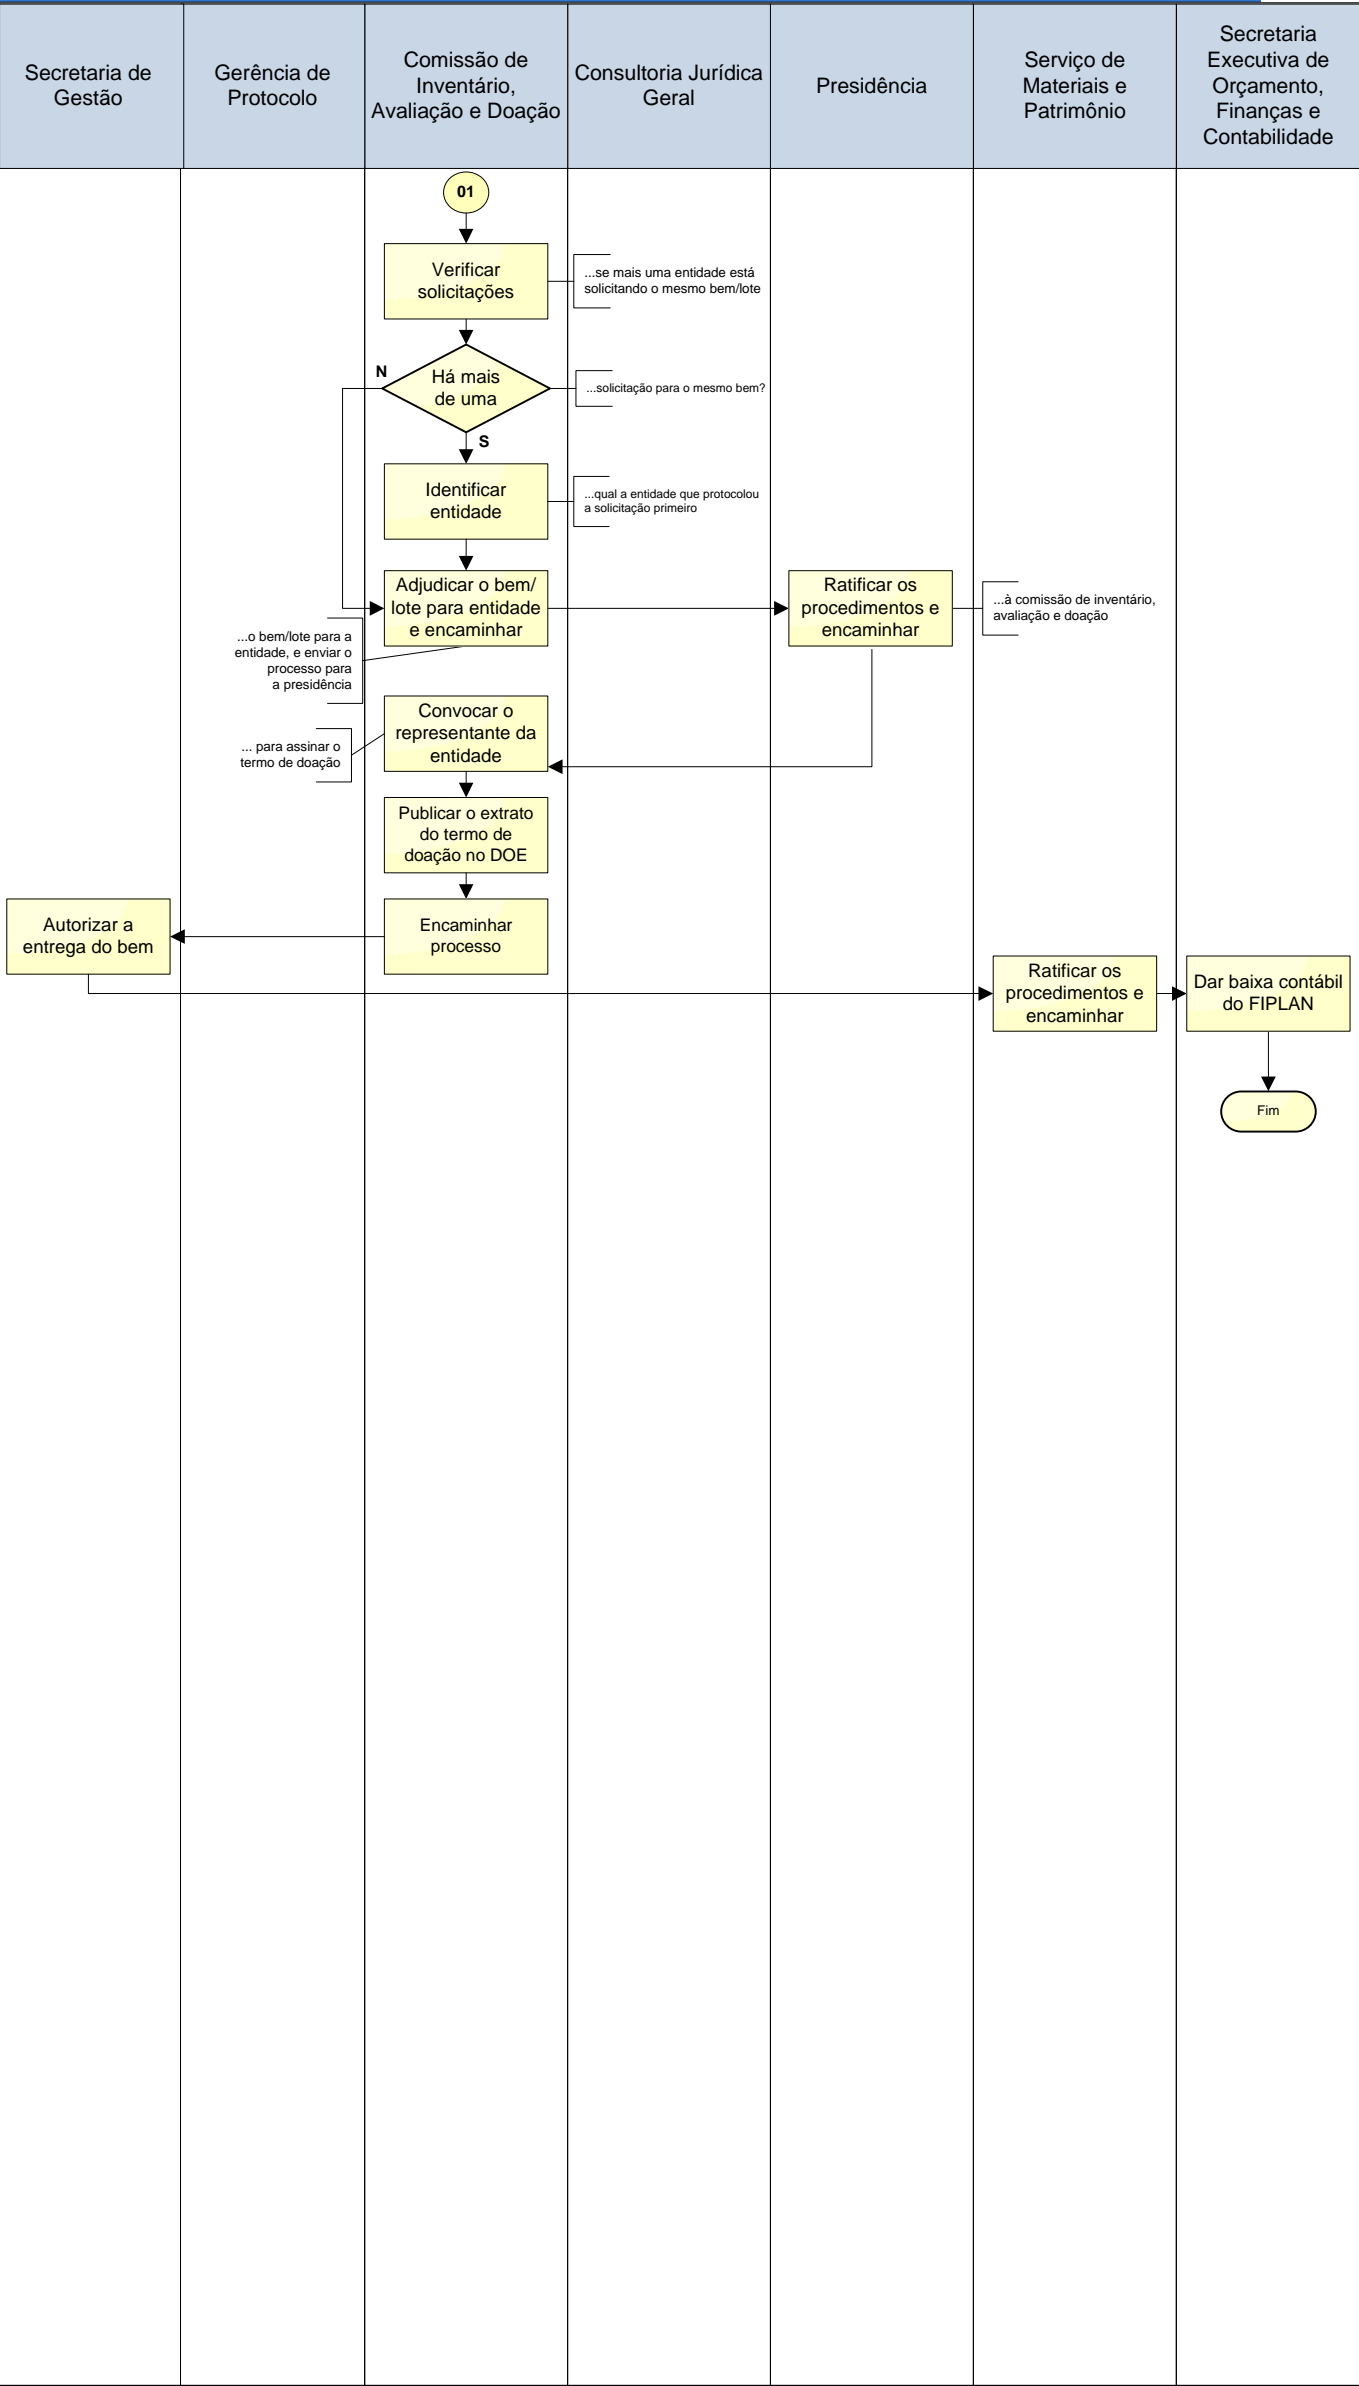 Secretaria de
Gestão
Gerência de
Protocolo
Comissão de
Inventário,
Avaliação e Doação
Consultoria Jurídica
Geral
Presidência
Serviço de
Materiais e
Patrimônio
Secretaria
Executiva de
Orçamento,
Finanças e
Contabilidade
01
Verificar
solicitações
...se mais uma entidade está
solicitando o mesmo bem/lote
N
Há mais
de uma
...solicitação para o mesmo bem?
S
Identificar
entidade
...qual a entidade que protocolou
a solicitação primeiro
Adjudicar o bem/
lote para entidade
e encaminhar
Ratificar os
procedimentos e
encaminhar
...à comissão de inventário,
avaliação e doação
...o bem/lote para a
entidade, e enviar o
processo para
a presidência
Convocar o
representante da
entidade
... para assinar o
termo de doação
Publicar o extrato
do termo de
doação no DOE
Autorizar a
entrega do bem
Encaminhar
processo
Ratificar os
procedimentos e
encaminhar
Dar baixa contábil
do FIPLAN
Fim